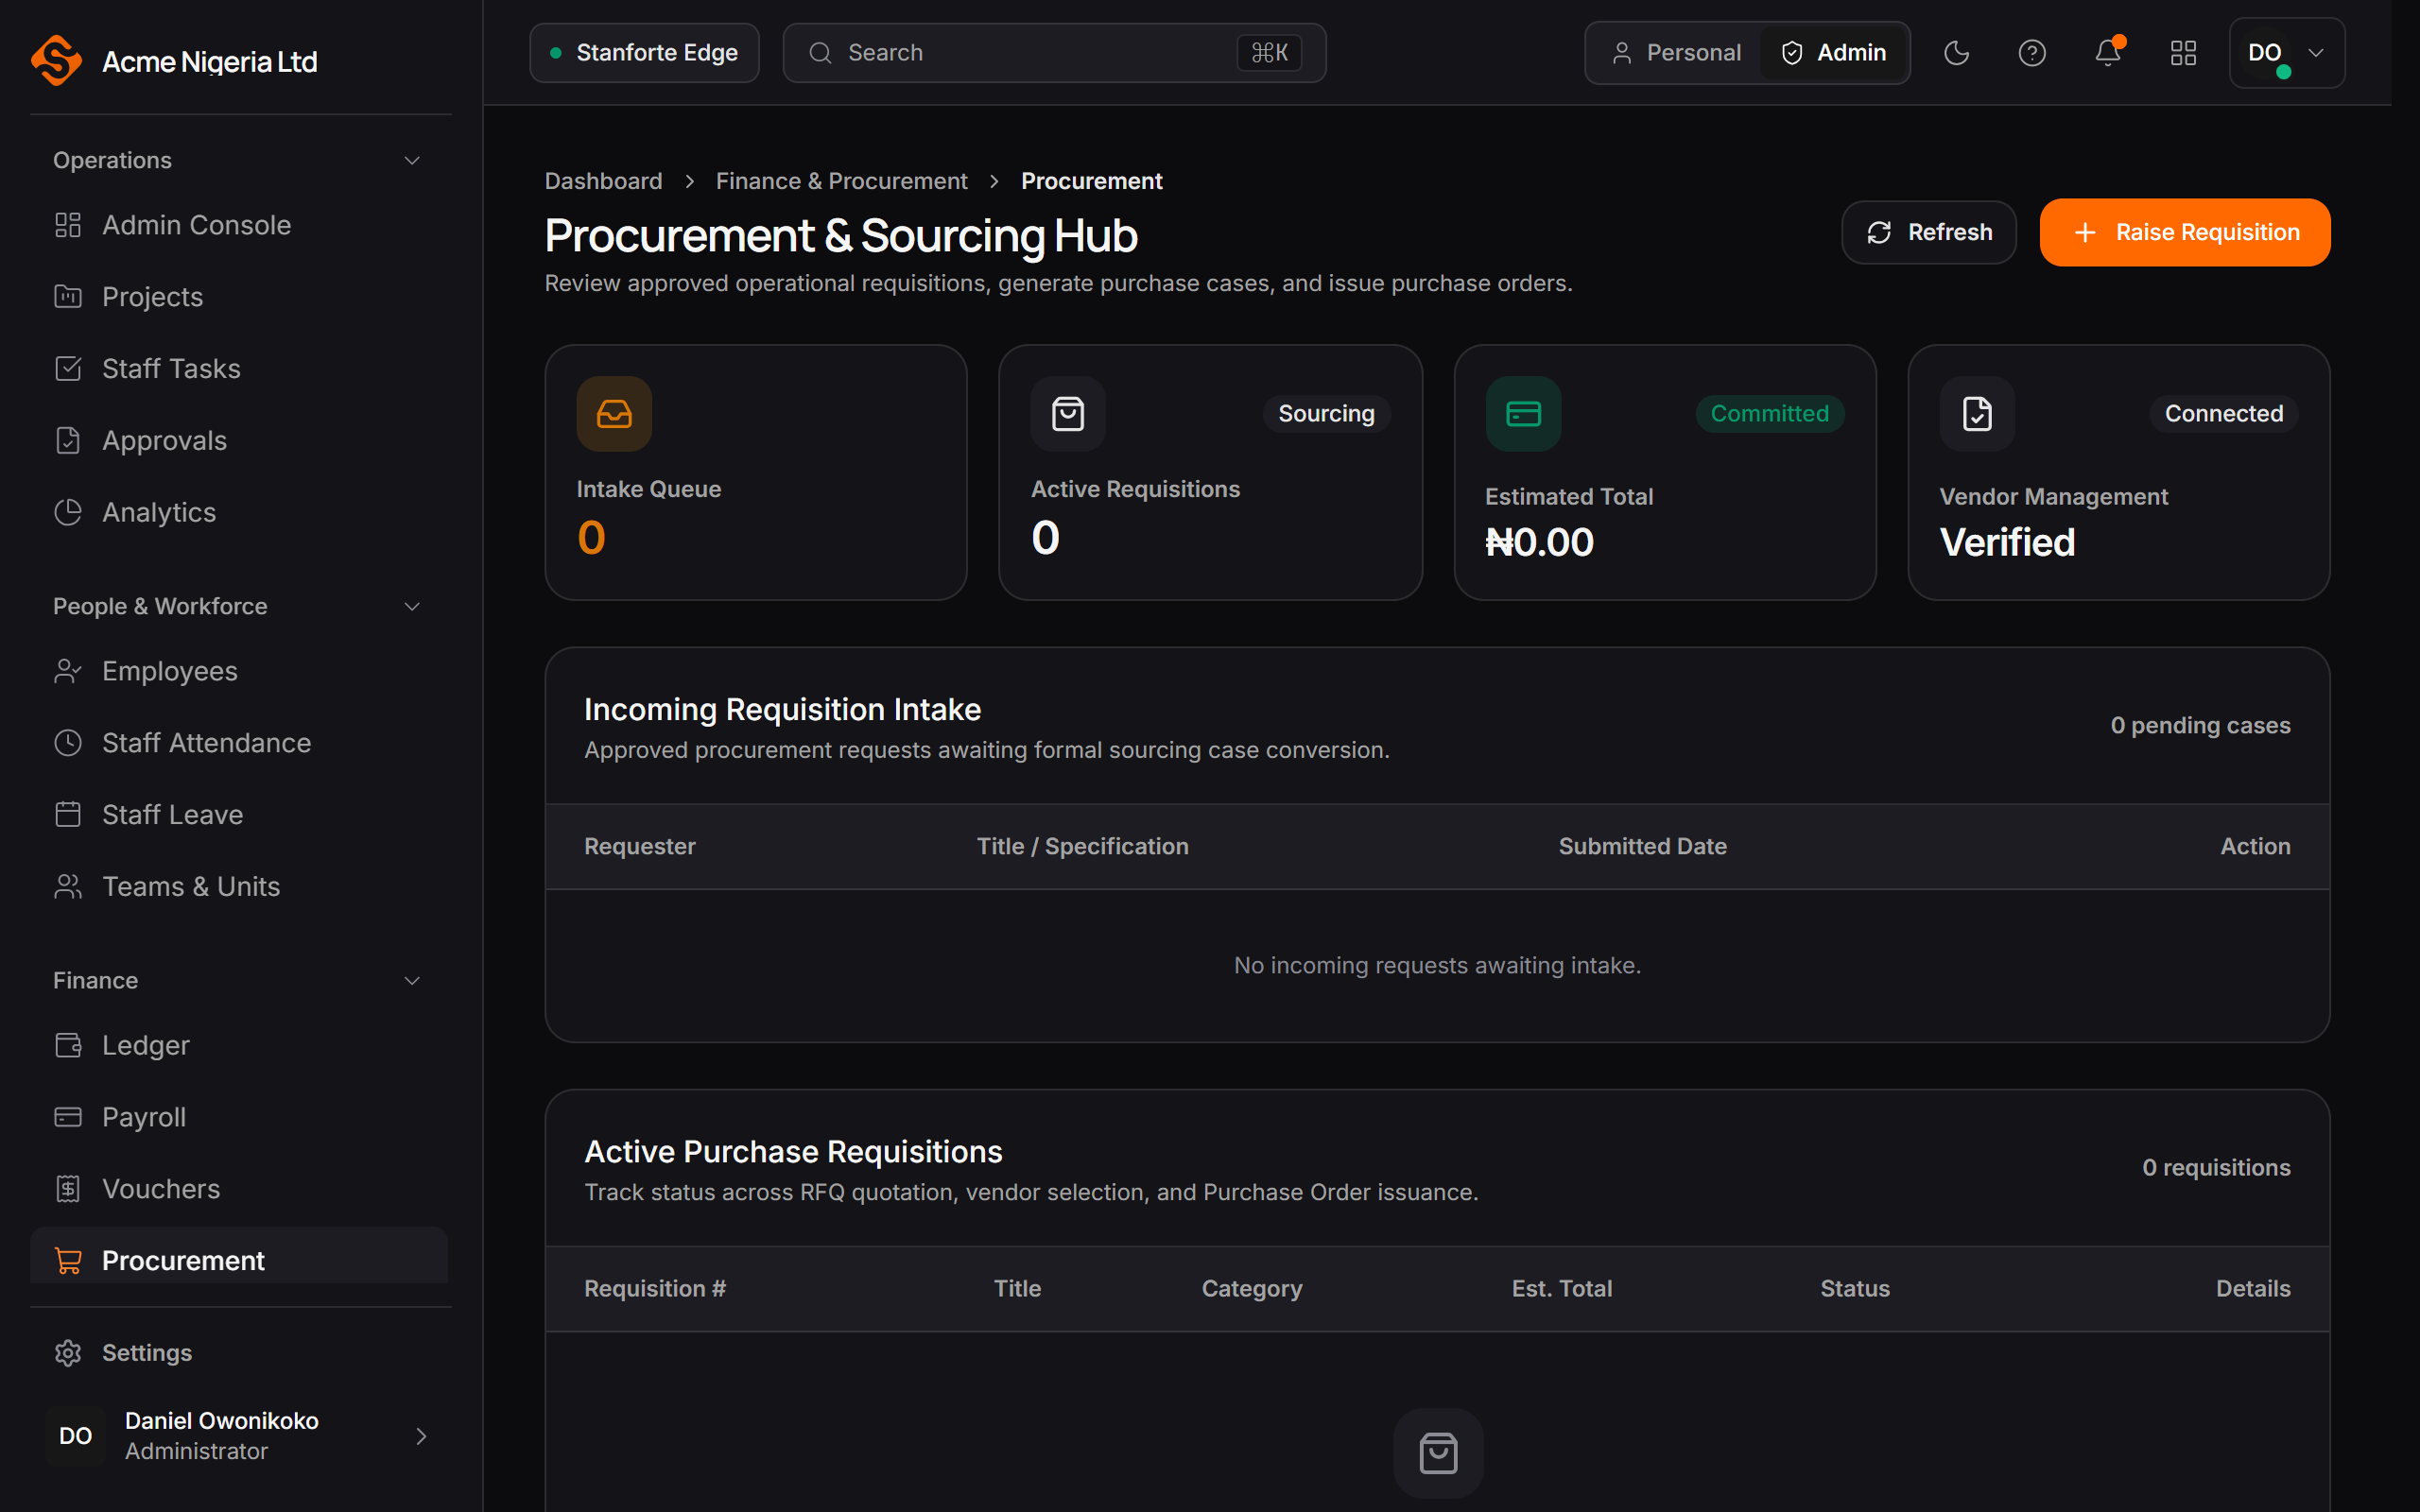 Acme Nigeria Ltd
Operations
Admin Console
Projects
Staff Tasks
Approvals
Analytics
People & Workforce
Employees
Staff Attendance
Staff Leave
Teams & Units
Finance
Ledger
Payroll
Vouchers
Procurement
Settings
DO
Daniel Owonikoko
Administrator
Stanforte Edge
Search
⌘K
Personal
Admin
DO
Dashboard
Finance & Procurement
Procurement
Procurement & Sourcing Hub
Review approved operational requisitions, generate purchase cases, and issue purchase orders.
Refresh
Raise Requisition
Intake Queue
0
Sourcing
Active Requisitions
0
Committed
Estimated Total
₦0.00
Connected
Vendor Management
Verified
Incoming Requisition Intake
Approved procurement requests awaiting formal sourcing case conversion.
0 pending cases
Requester
Title / Specification
Submitted Date
Action
No incoming requests awaiting intake.
Active Purchase Requisitions
Track status across RFQ quotation, vendor selection, and Purchase Order issuance.
0 requisitions
Requisition #
Title
Category
Est. Total
Status
Details